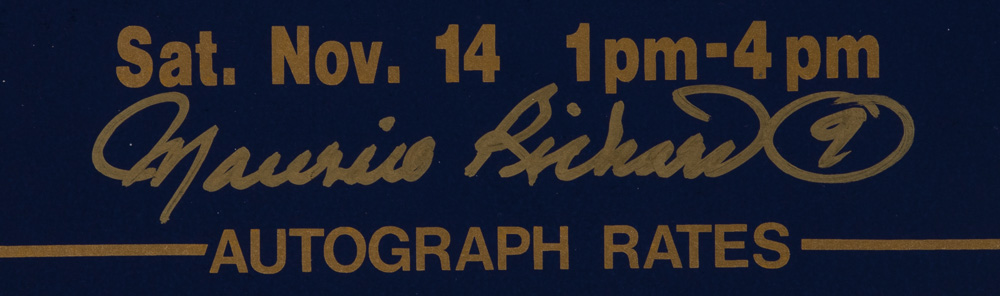 Sat. Nov. 14 1pm-4pm
Maurice Richard 9
AUTOGRAPH RATES